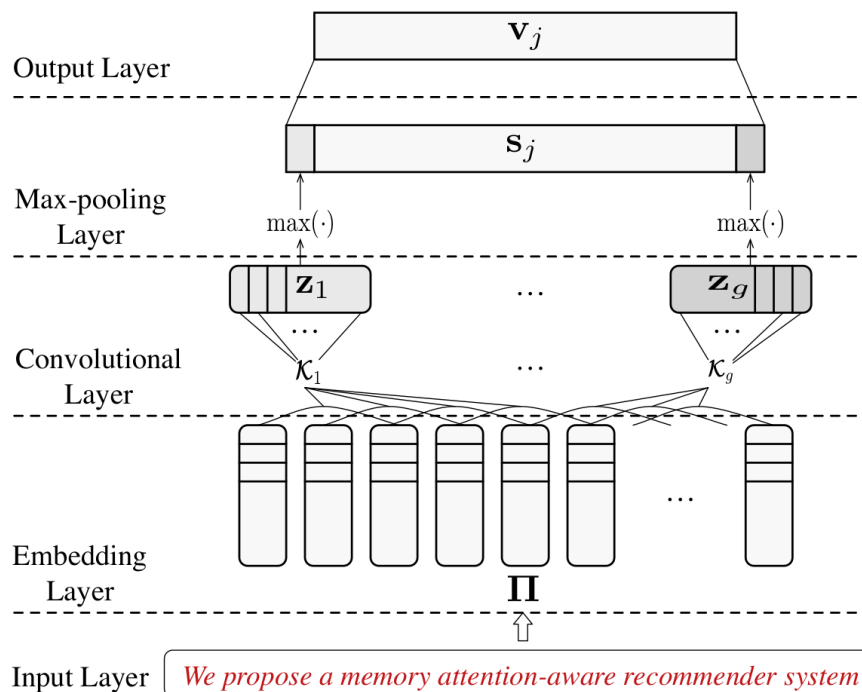 v_j
Output Layer
s_j
Max-pooling
Layer
max(·) max(·)
z_1 ... z_g
... ...
Convolutional
Layer
𝒦_1 ... 𝒦_g
...
Embedding
Layer
Π
Input Layer
We propose a memory attention-aware recommender system